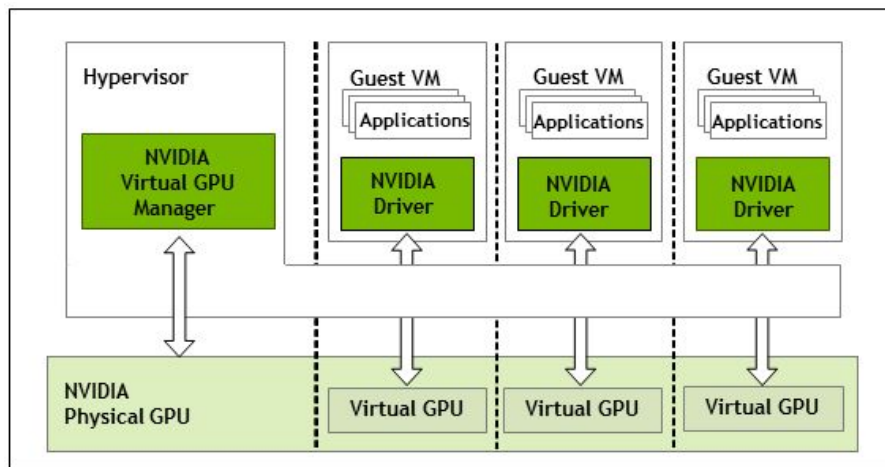 Hypervisor
NVIDIA
Virtual GPU
Manager
Guest VM
Applications
NVIDIA
Driver
Guest VM
Applications
NVIDIA
Driver
Guest VM
Applications
NVIDIA
Driver
NVIDIA
Physical GPU
Virtual GPU
Virtual GPU
Virtual GPU